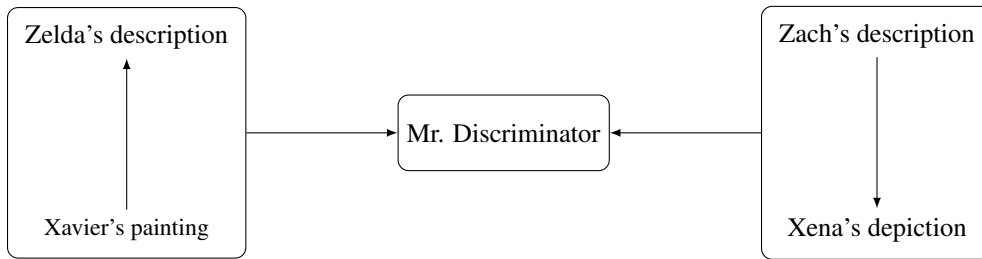 Zelda’s description
Xavier’s painting
Mr. Discriminator
Zach’s description
Xena’s depiction